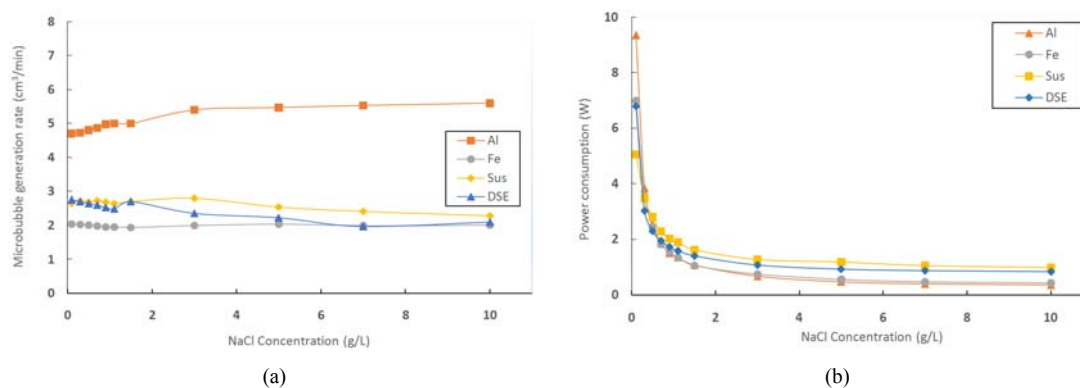 Microbubble generation rate (cm³/min)
8
7
6
5
4
3
2
1
0
0 2 4 6 8 10
NaCl Concentration (g/L)
Al
Fe
Sus
DSE
(a)
Power consumption (W)
10
8
6
4
2
0
0 2 4 6 8 10
NaCl Concentration (g/L)
Al
Fe
Sus
DSE
(b)